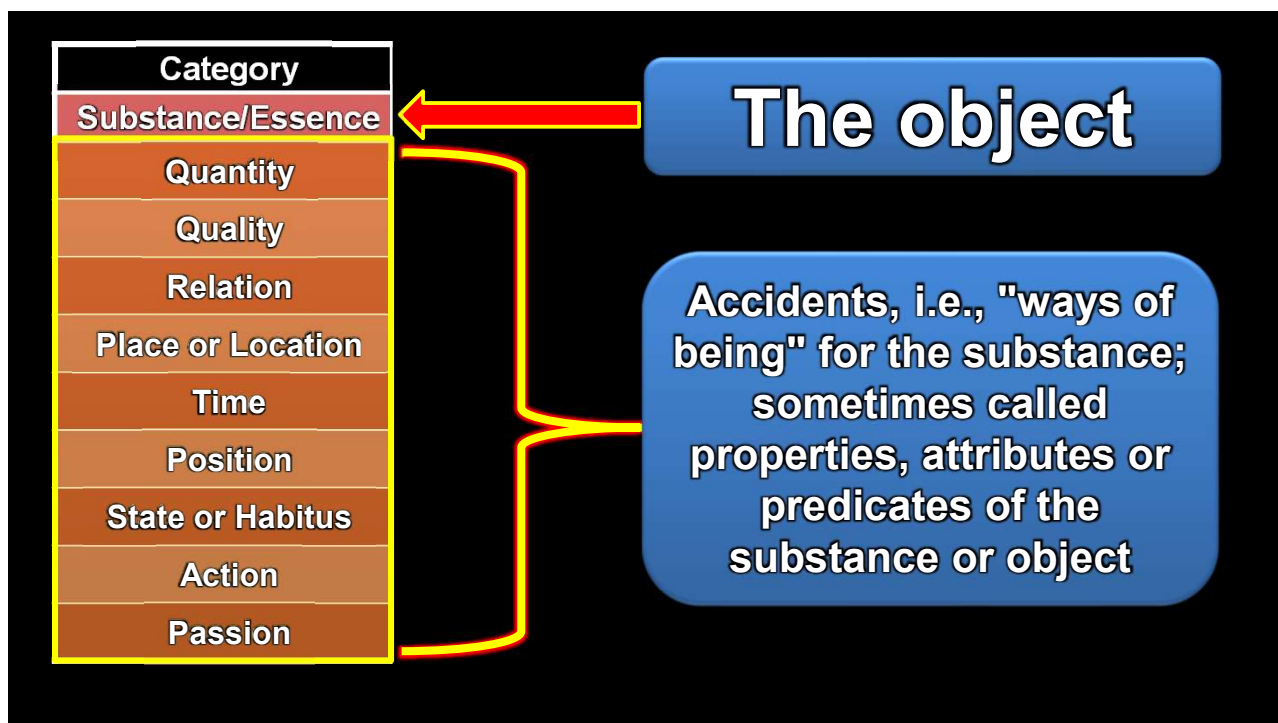 Category
Substance/Essence
Quantity
Quality
Relation
Place or Location
Time
Position
State or Habitus
Action
Passion
The object
Accidents, i.e., "ways of
being" for the substance;
sometimes called
properties, attributes or
predicates of the
substance or object